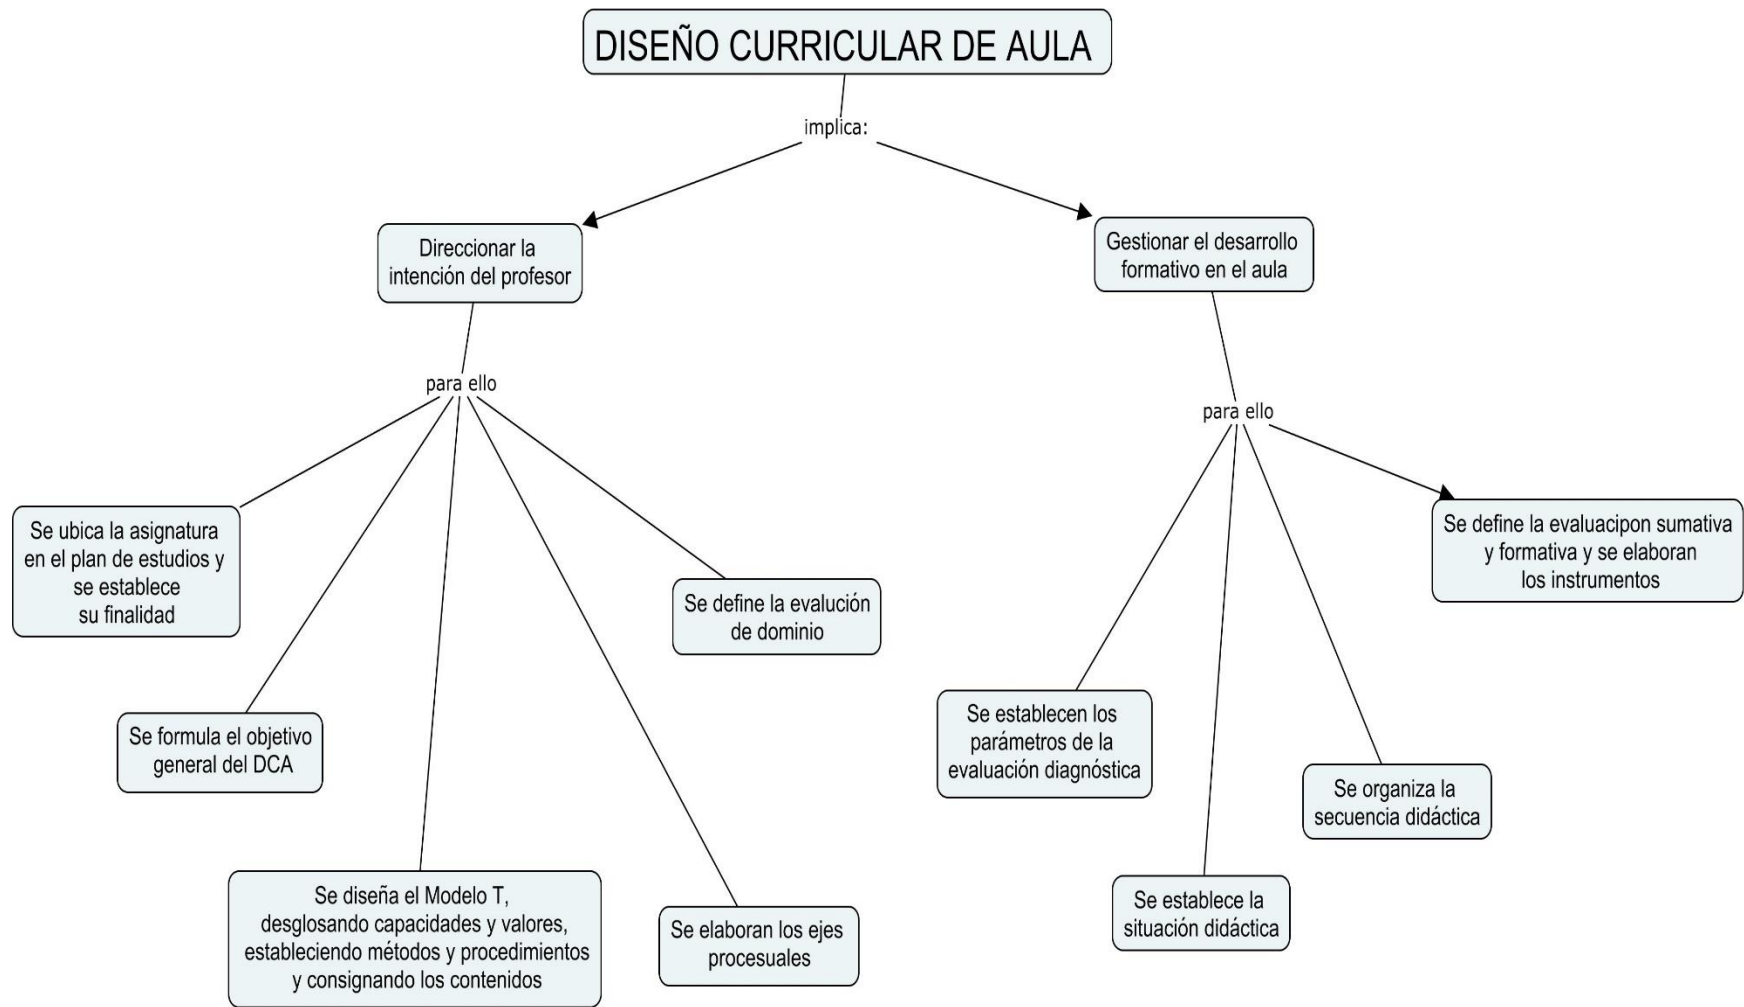 DISEÑO CURRICULAR DE AULA
implica:
Direccionar la
intención del profesor
Gestionar el desarrollo
formativo en el aula
para ello
para ello
Se ubica la asignatura
en el plan de estudios y
se establece
su finalidad
Se formula el objetivo
general del DCA
Se diseña el Modelo T,
desglosando capacidades y valores,
estableciendo métodos y procedimientos
y consignando los contenidos
Se elaboran los ejes
procesuales
Se define la evalución
de dominio
Se establecen los
parámetros de la
evaluación diagnóstica
Se establece la
situación didáctica
Se organiza la
secuencia didáctica
Se define la evaluacipon sumativa
y formativa y se elaboran
los instrumentos